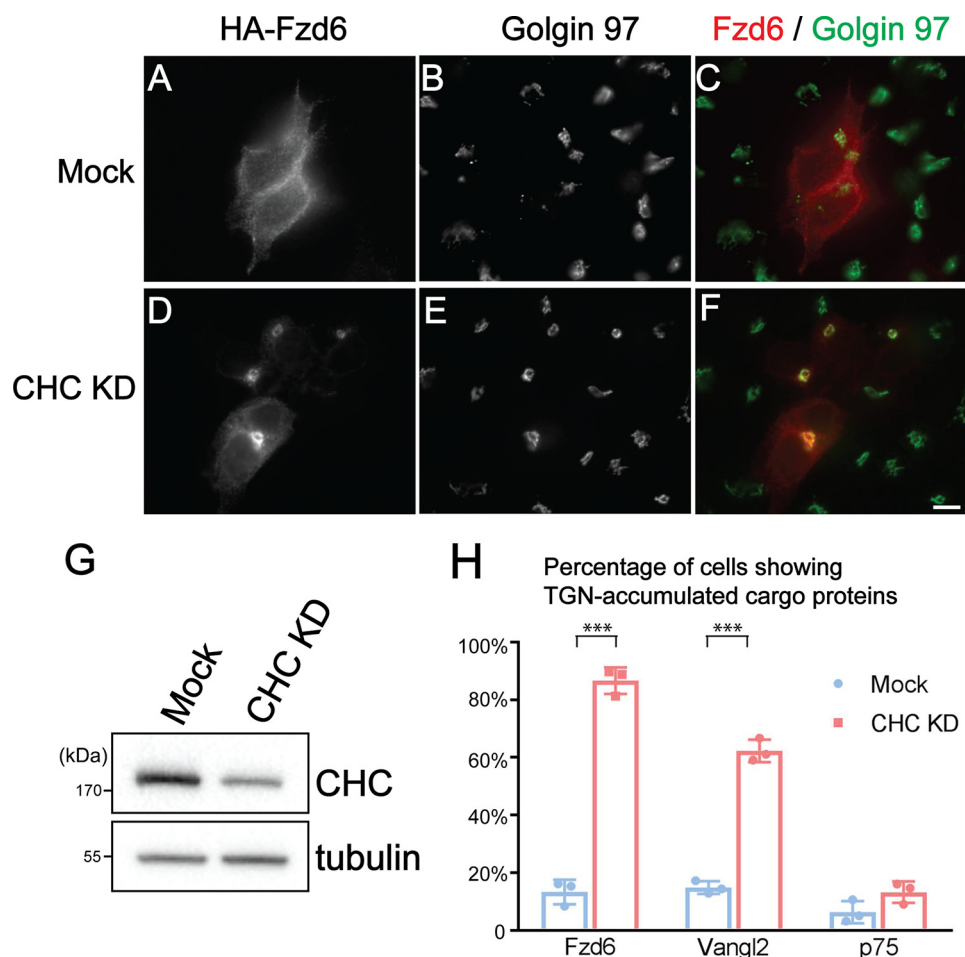 HA-Fzd6 Golgin 97 Fzd6 / Golgin 97
Mock A B C
CHC KD D E F
G
Mock CHC KD
(kDa)
170 CHC
55 tubulin
H Percentage of cells showing
TGN-accumulated cargo proteins
*** ***
100%
80%
60%
40%
20%
0
Mock
CHC KD
Fzd6 Vangl2 p75